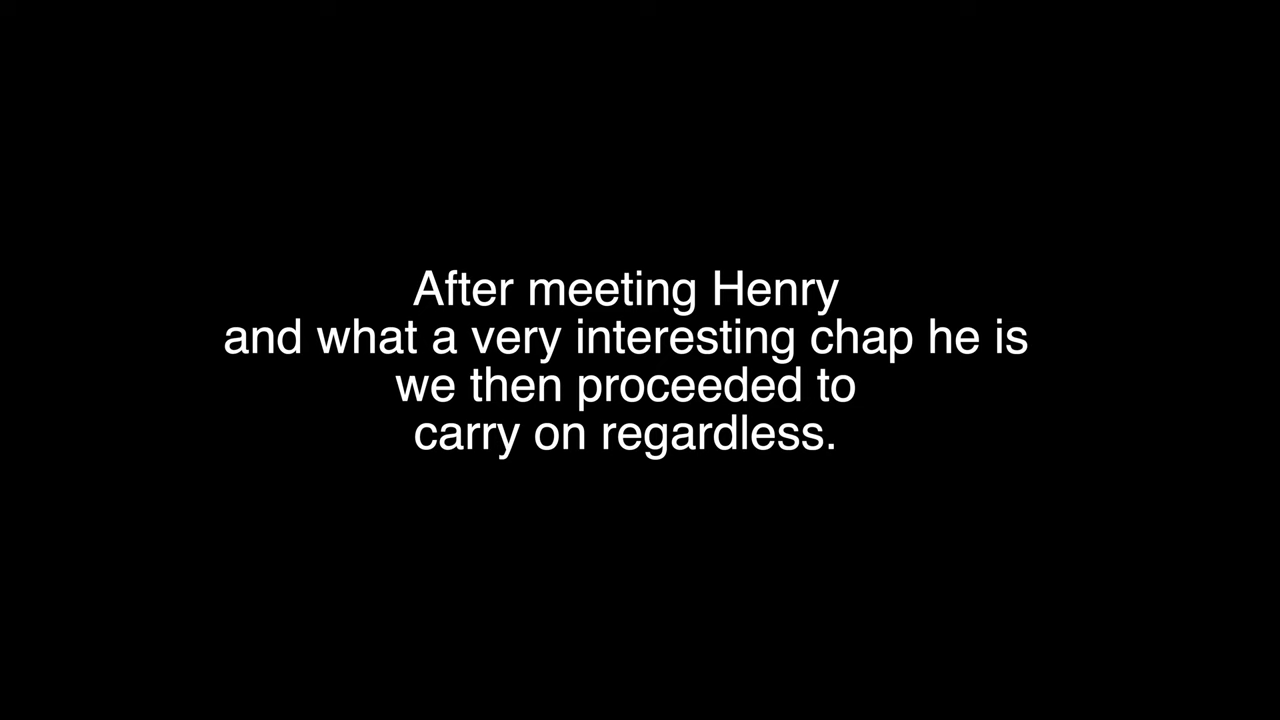 After meeting Henry
and what a very interesting chap he is
we then proceeded to
carry on regardless.